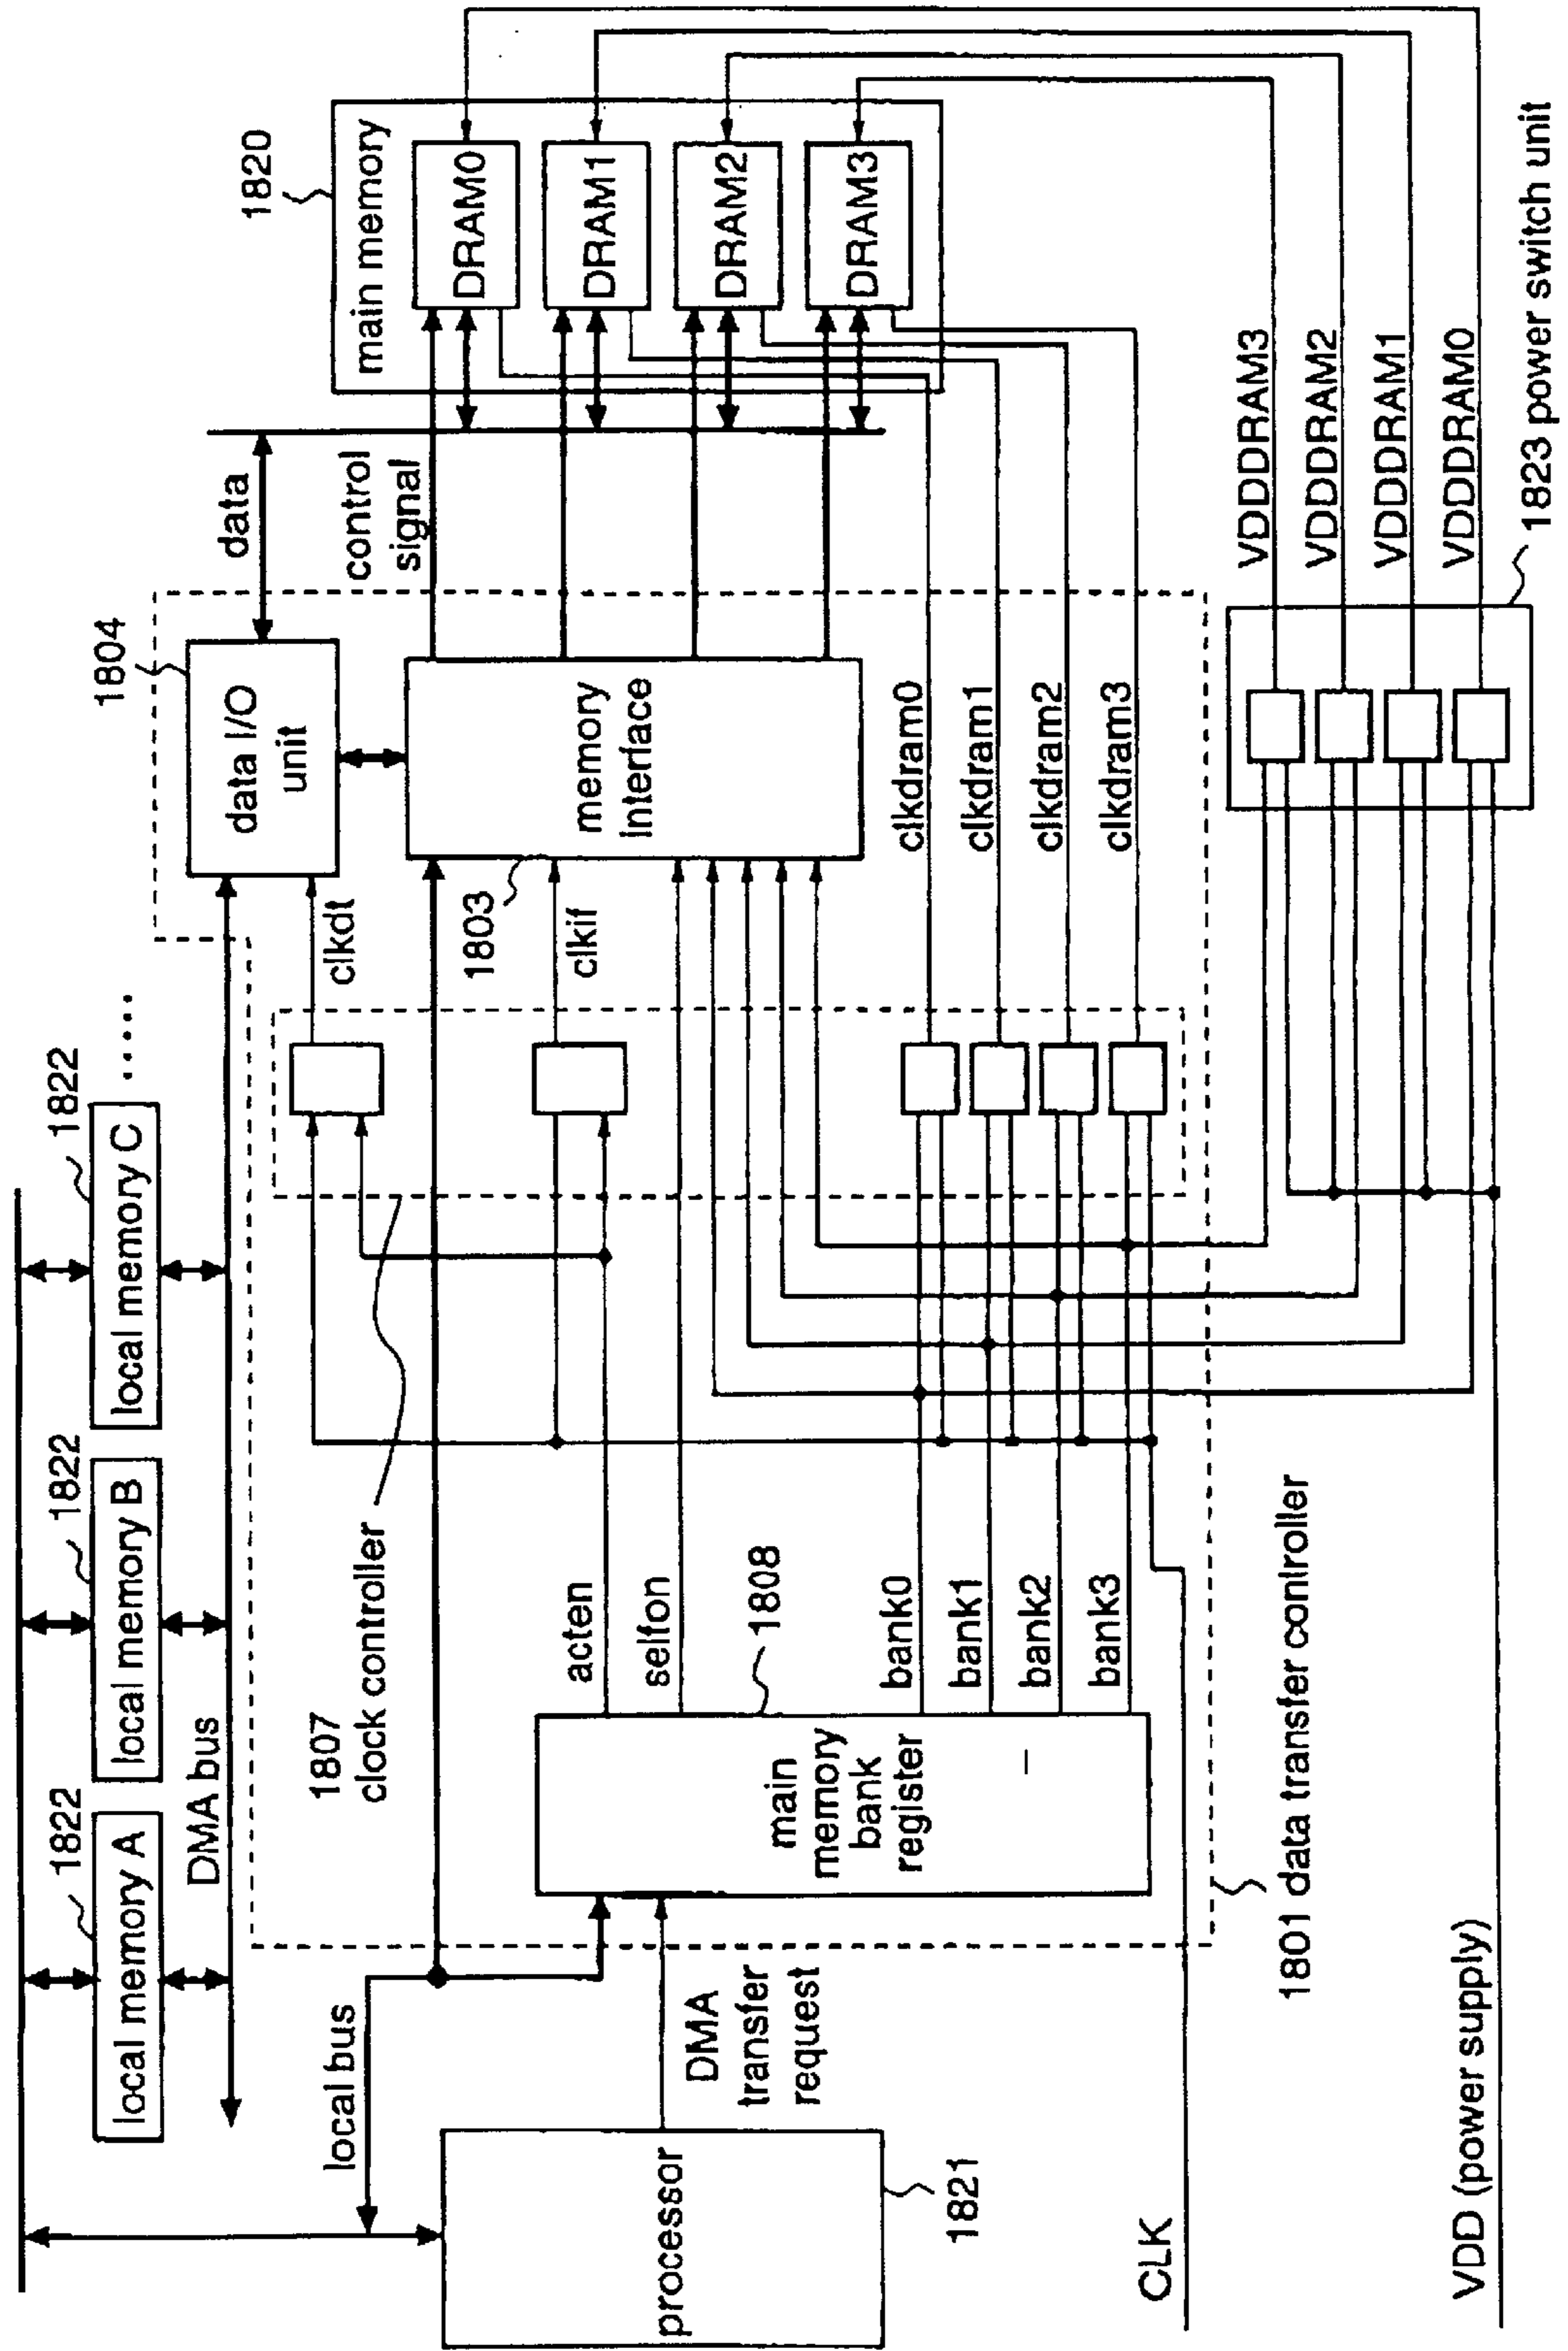 local memory A
1822
local memory B
1822
local memory C
1822
.....
DMA bus
local bus
processor
1821
DMA
transfer
request
CLK
VDD (power supply)
1807
clock controller
main
memory
bank
register
1808
acten
selfon
bank0
bank1
bank2
bank3
1801 data transfer controller
clkdt
clkif
1803
1804
data I/O
unit
memory
interface
clkdram0
clkdram1
clkdram2
clkdram3
data
control
signal
1820
main memory
DRAM0
DRAM1
DRAM2
DRAM3
VDDDRAM3
VDDDRAM2
VDDDRAM1
VDDDRAM0
1823 power switch unit